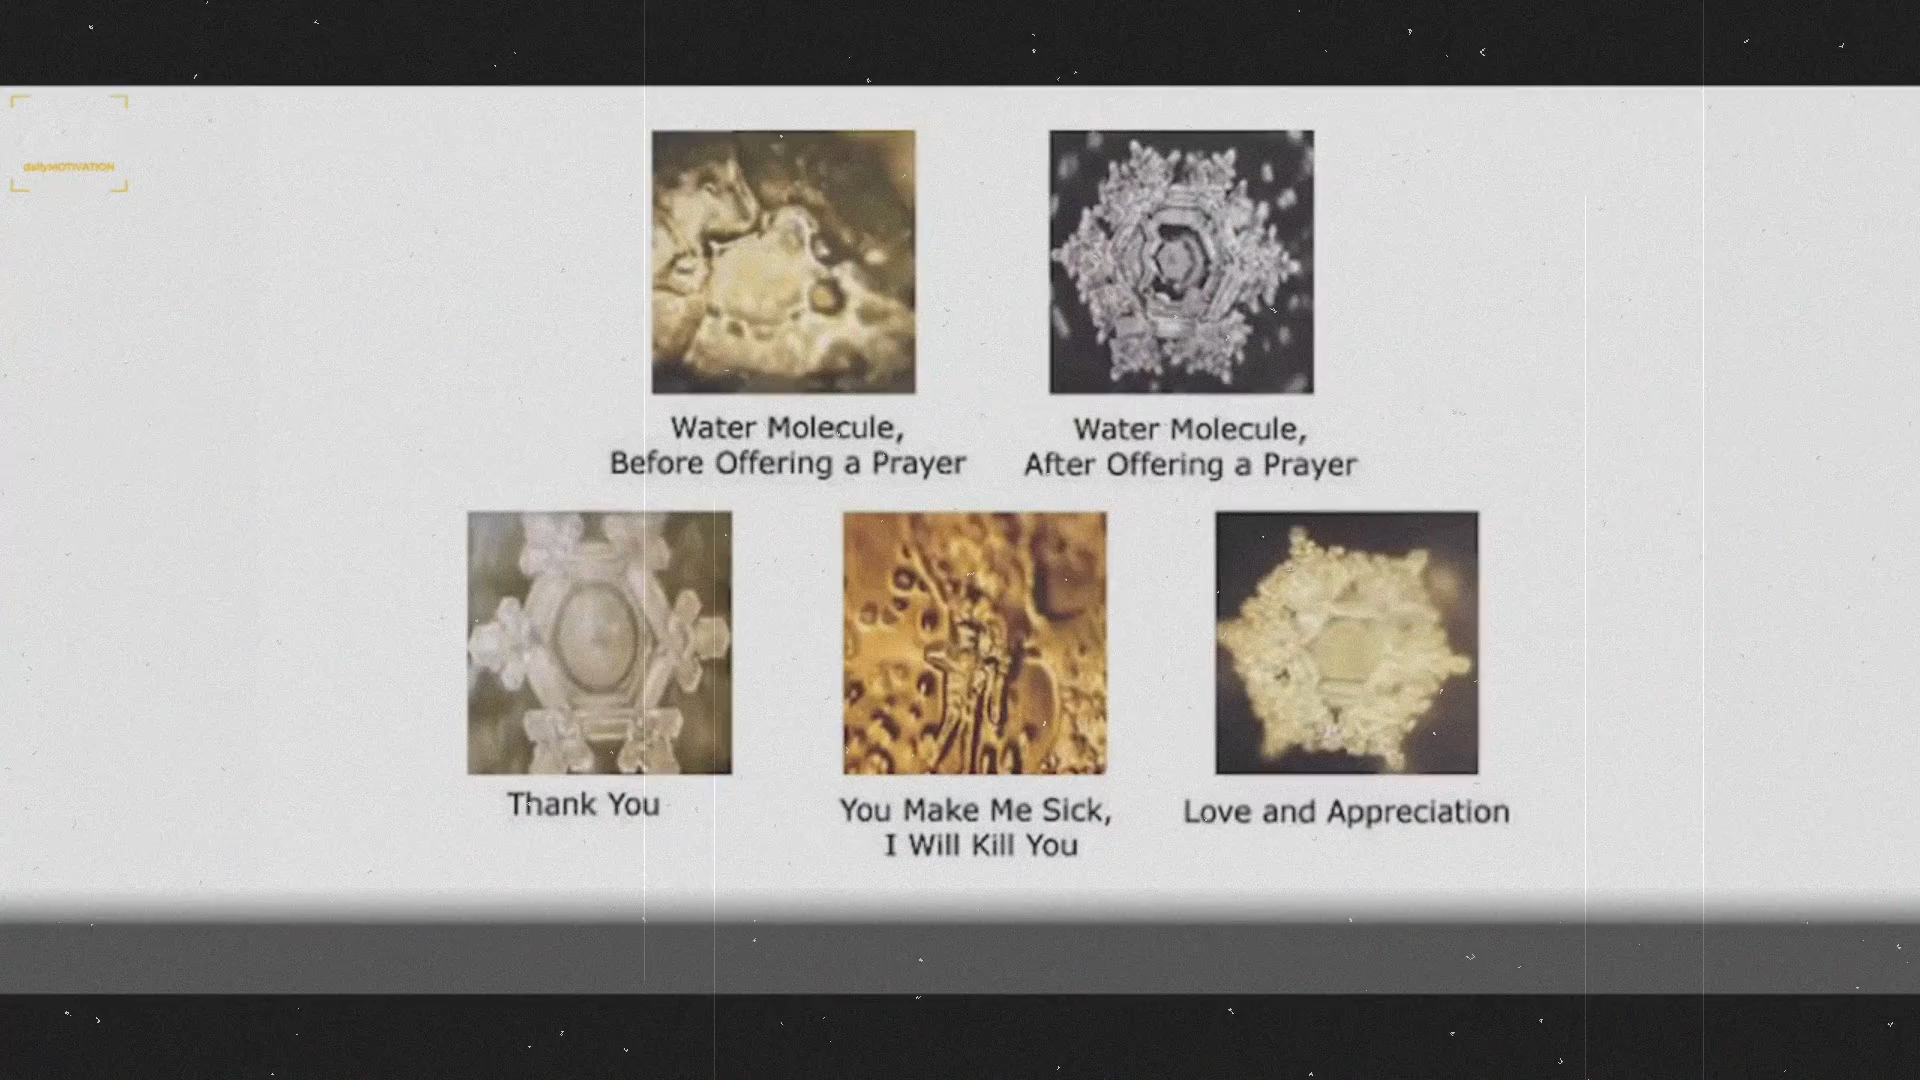 dailyMOTIVATION
Water Molecule,
Before Offering a Prayer
Water Molecule,
After Offering a Prayer
Thank You
You Make Me Sick,
I Will Kill You
Love and Appreciation